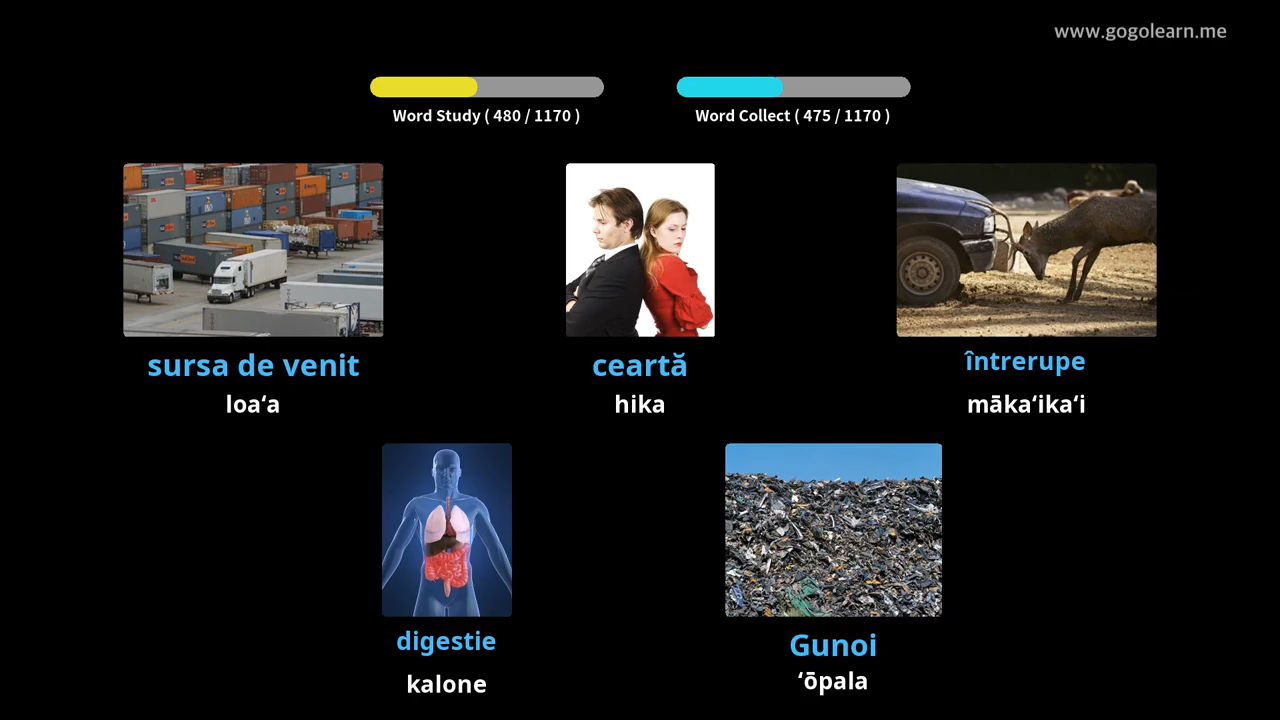 www.gogolearn.me
Word Study ( 480 / 1170 )
Word Collect ( 475 / 1170 )
sursa de venit
ceartă
întrerupe
loaʻa
hika
mākaʻikaʻi
digestie
Gunoi
kalone
ʻōpala